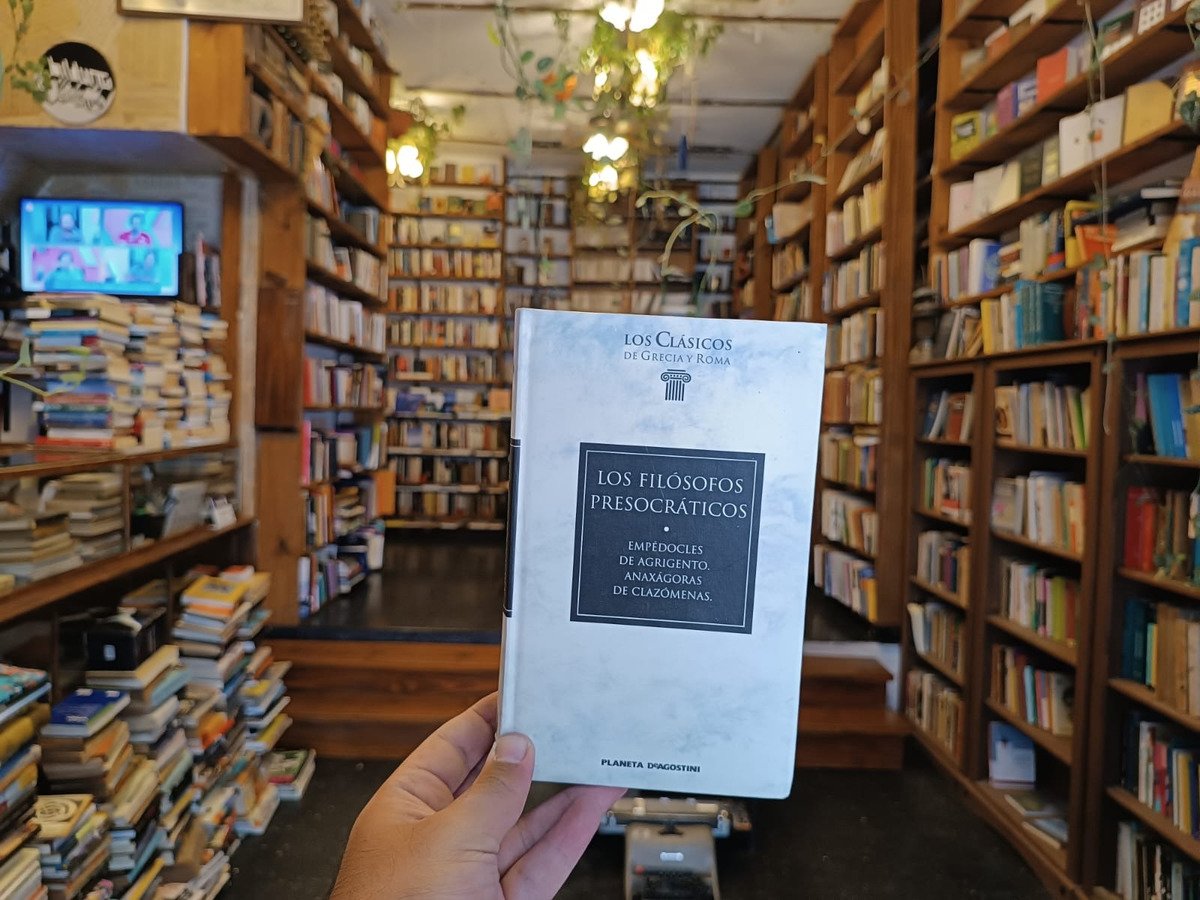 LOS CLÁSICOS
DE GRECIA Y ROMA
LOS FILÓSOFOS
PRESOCRÁTICOS
•
EMPÉDOCLES
DE AGRIGENTO.
ANAXÁGORAS
DE CLAZÓMENAS.
PLANETA DEAGOSTINI